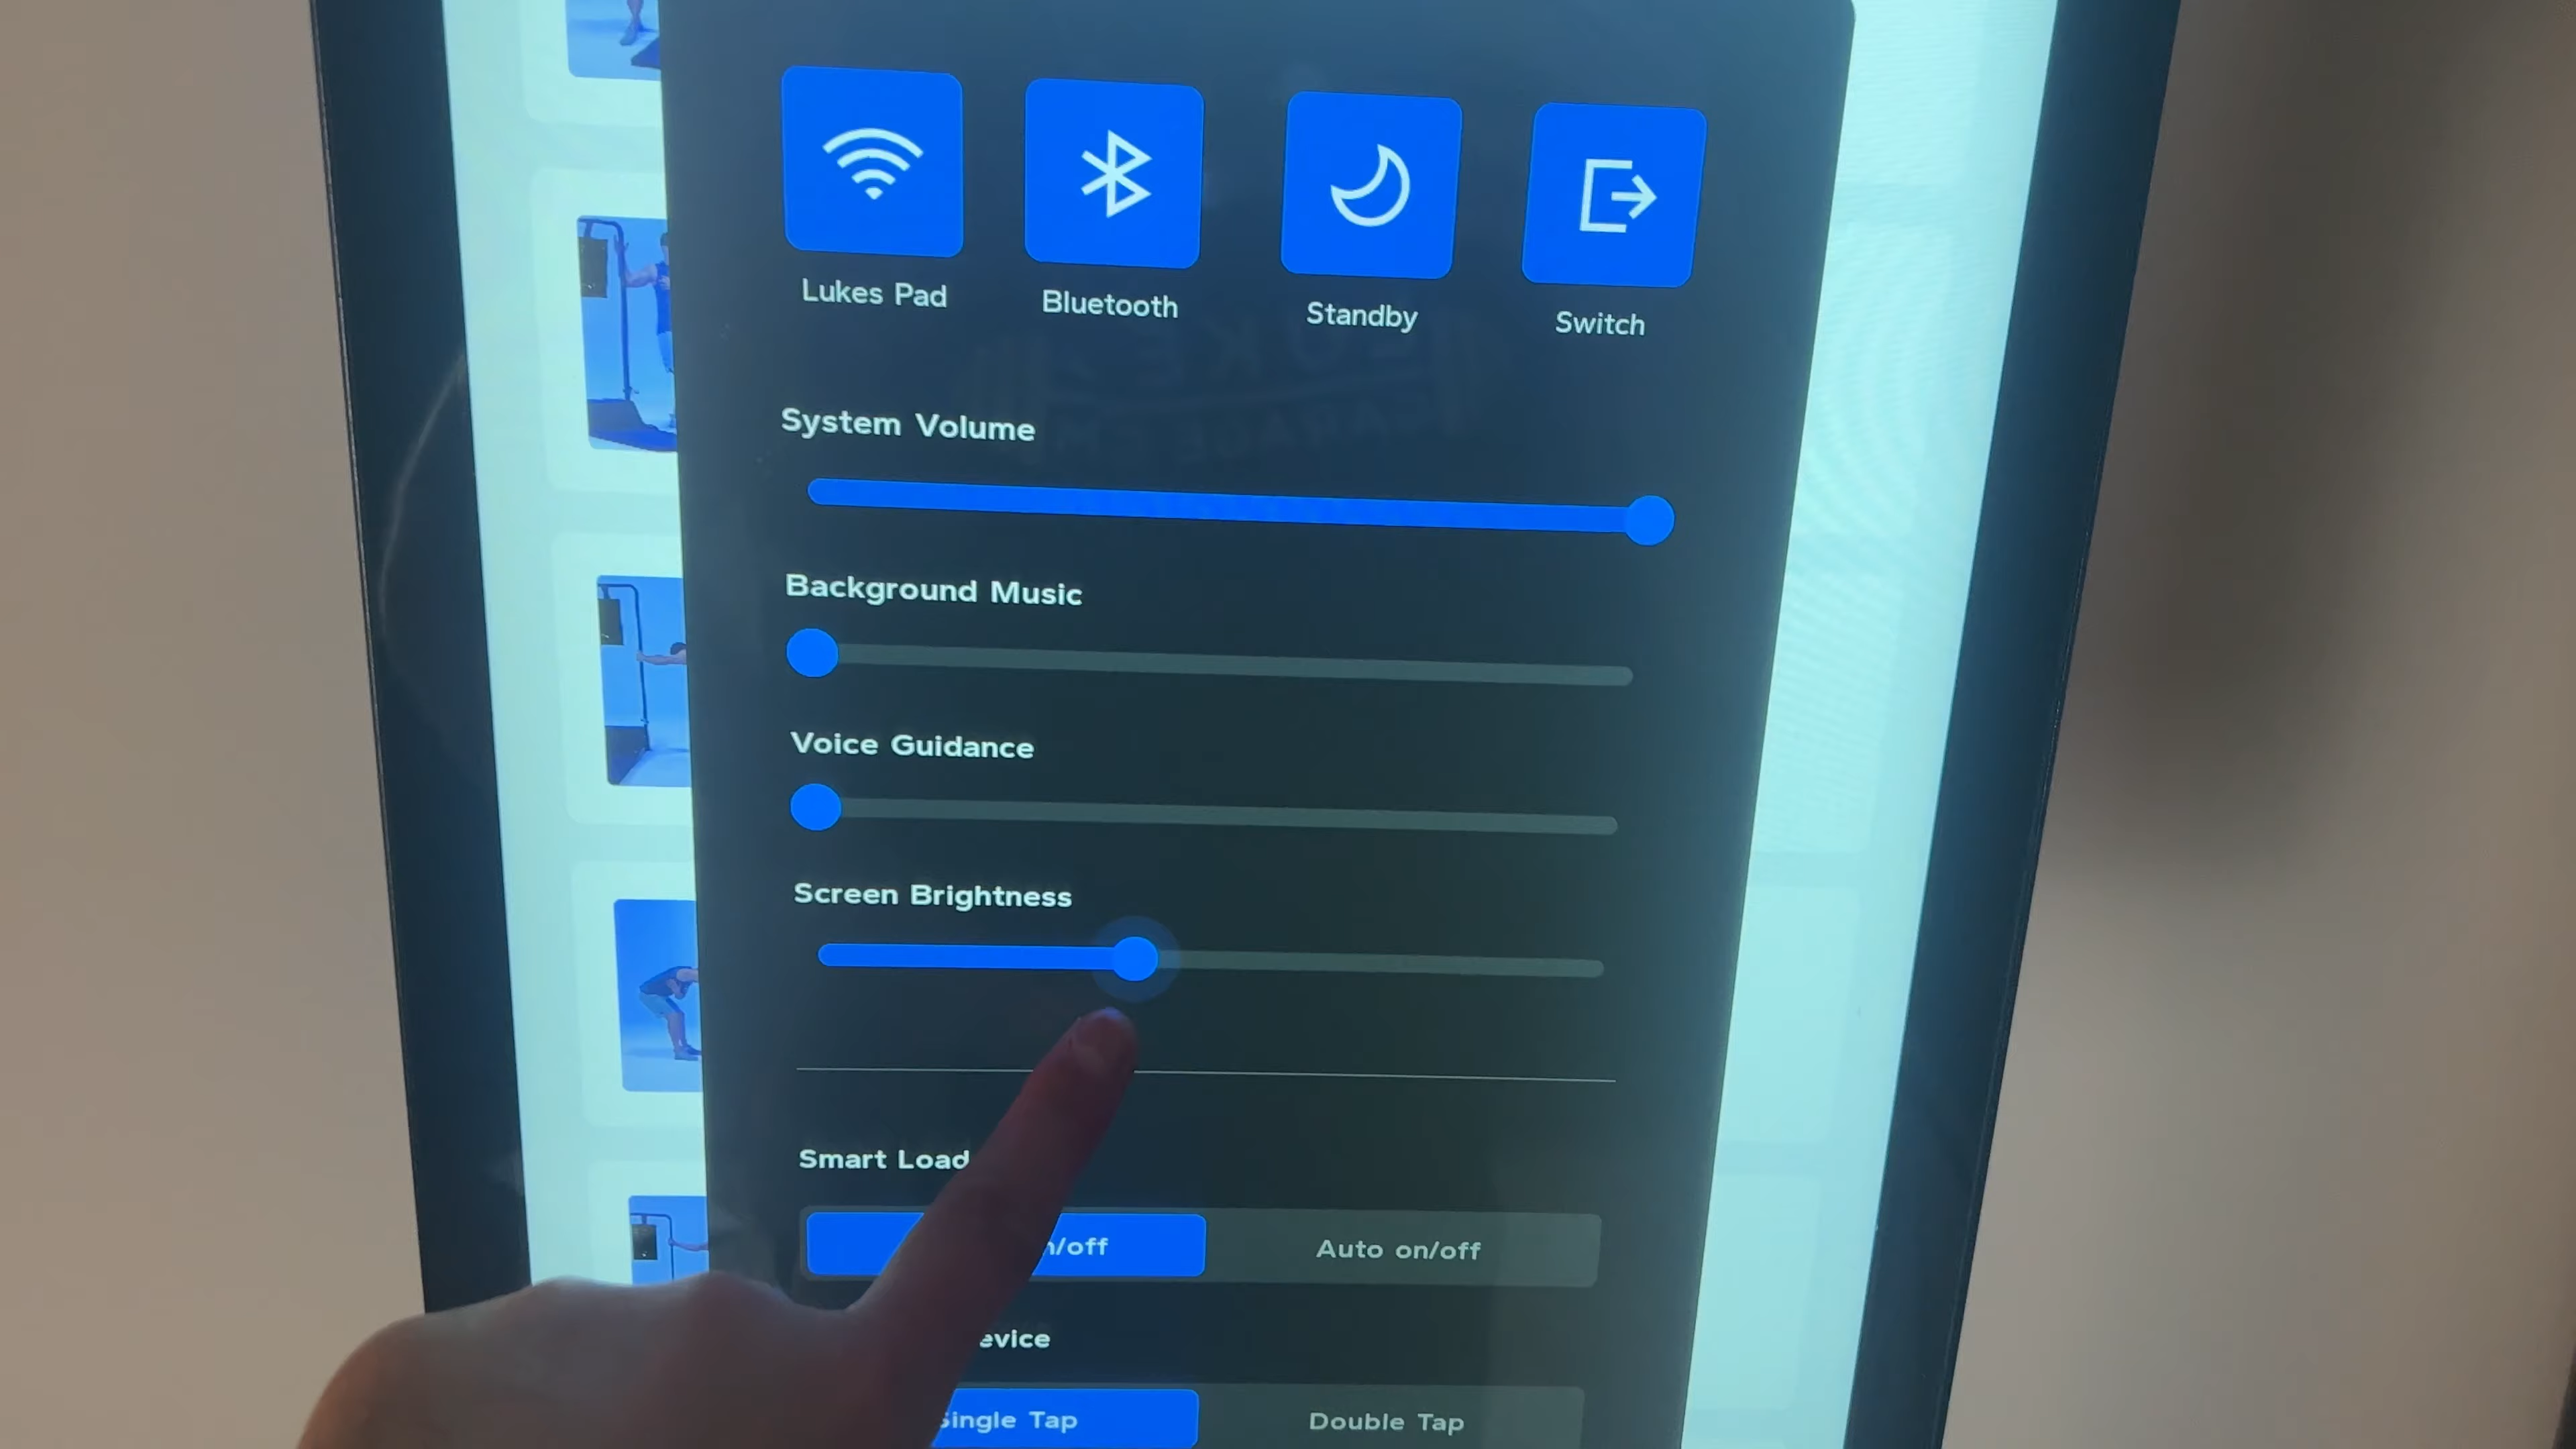 Lukes Pad
Bluetooth
Standby
Switch
System Volume
Background Music
Voice Guidance
Screen Brightness
Smart Load
n/off
Auto on/off
evice
Single Tap
Double Tap